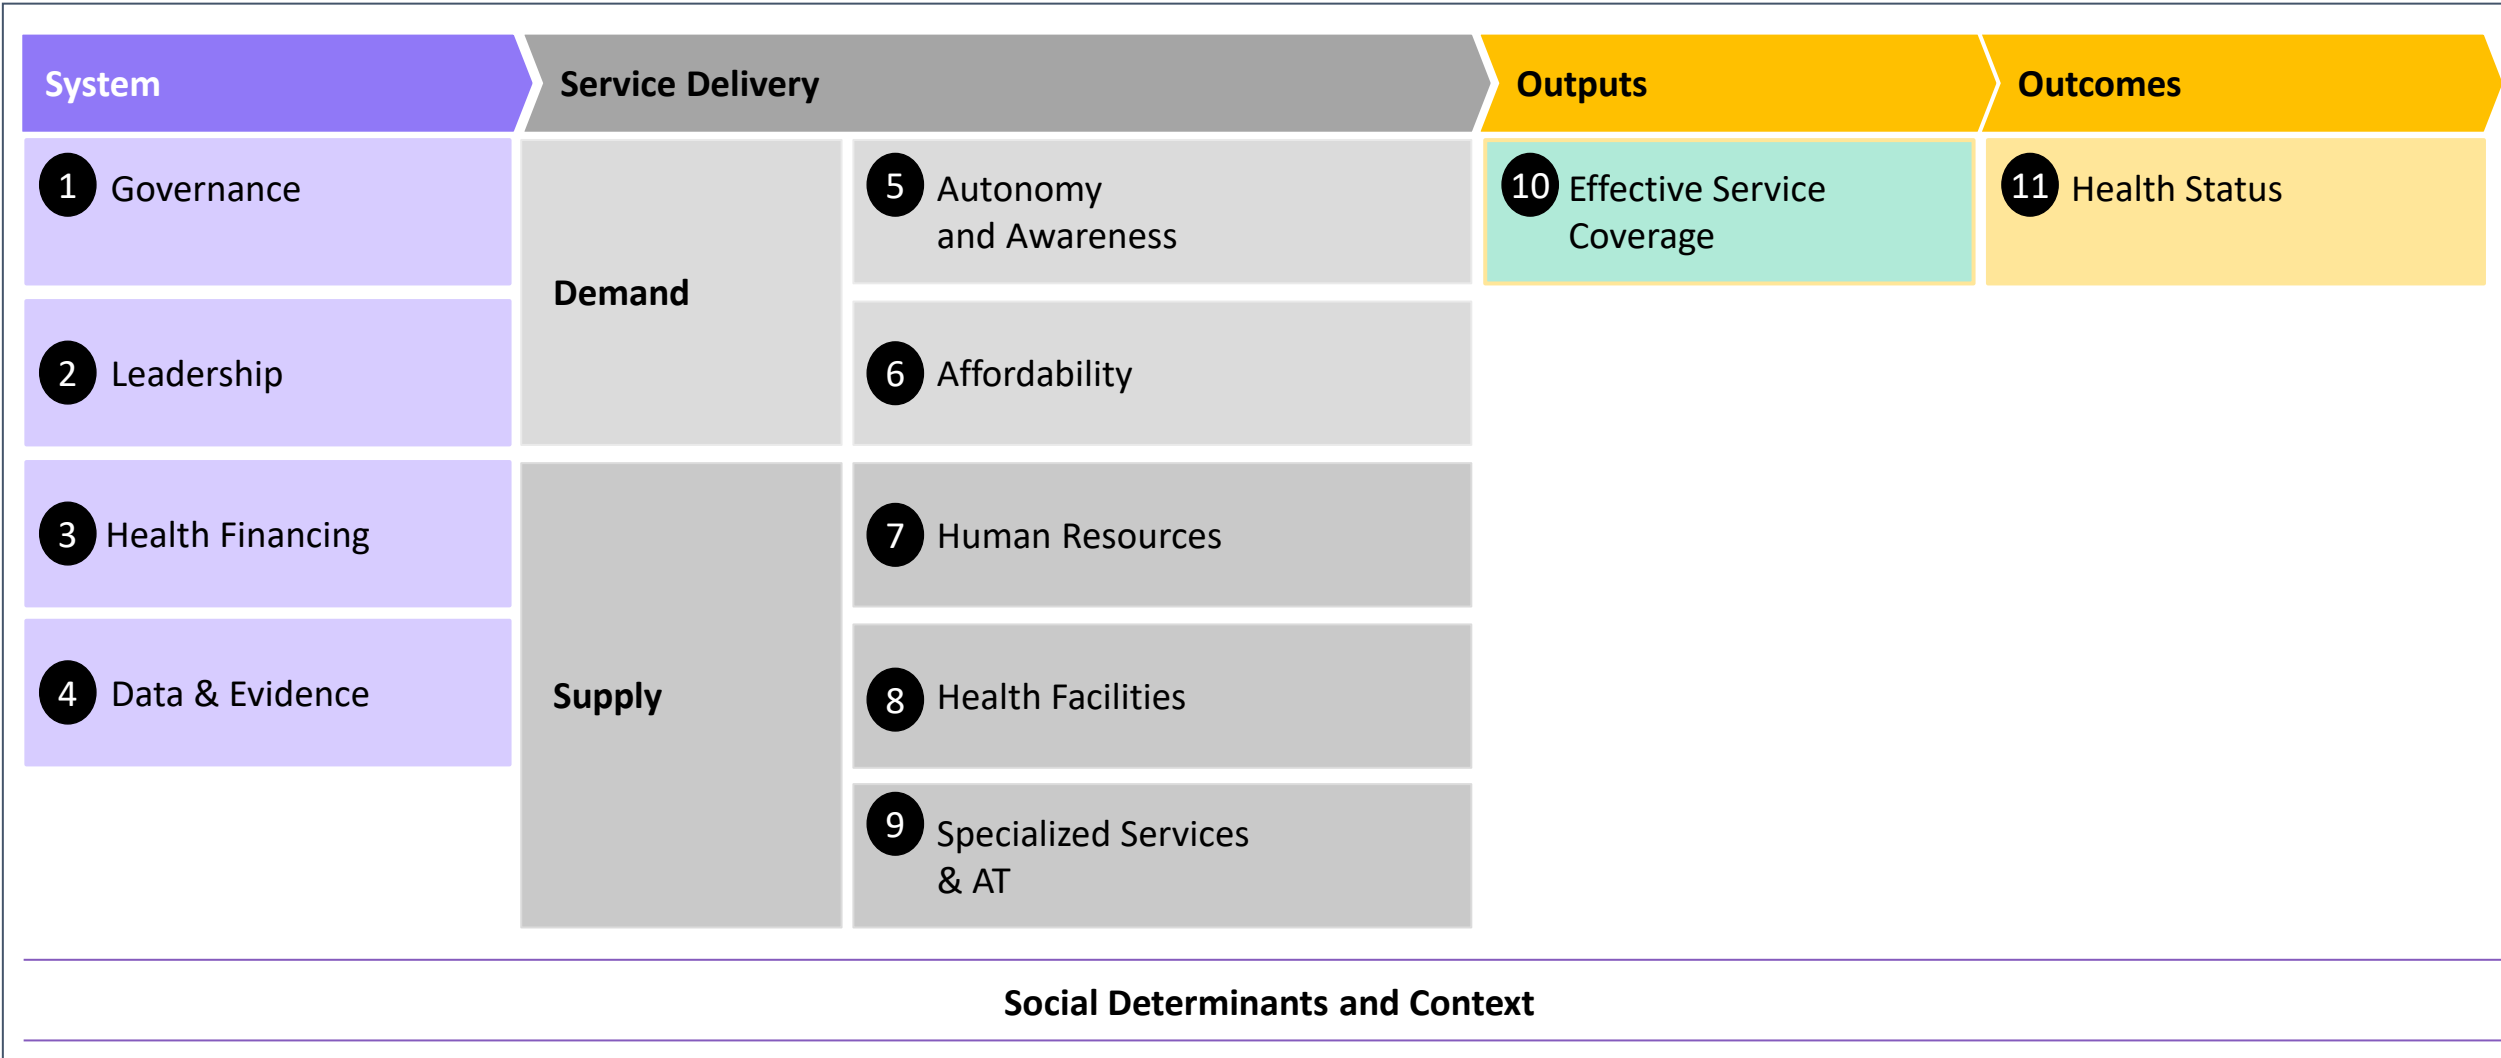 System
Service Delivery
Outputs
Outcomes
1 Governance
2 Leadership
3 Health Financing
4 Data & Evidence
Demand
5 Autonomy
and Awareness
6 Affordability
Supply
7 Human Resources
8 Health Facilities
9 Specialized Services
& AT
10 Effective Service
Coverage
11 Health Status
Social Determinants and Context